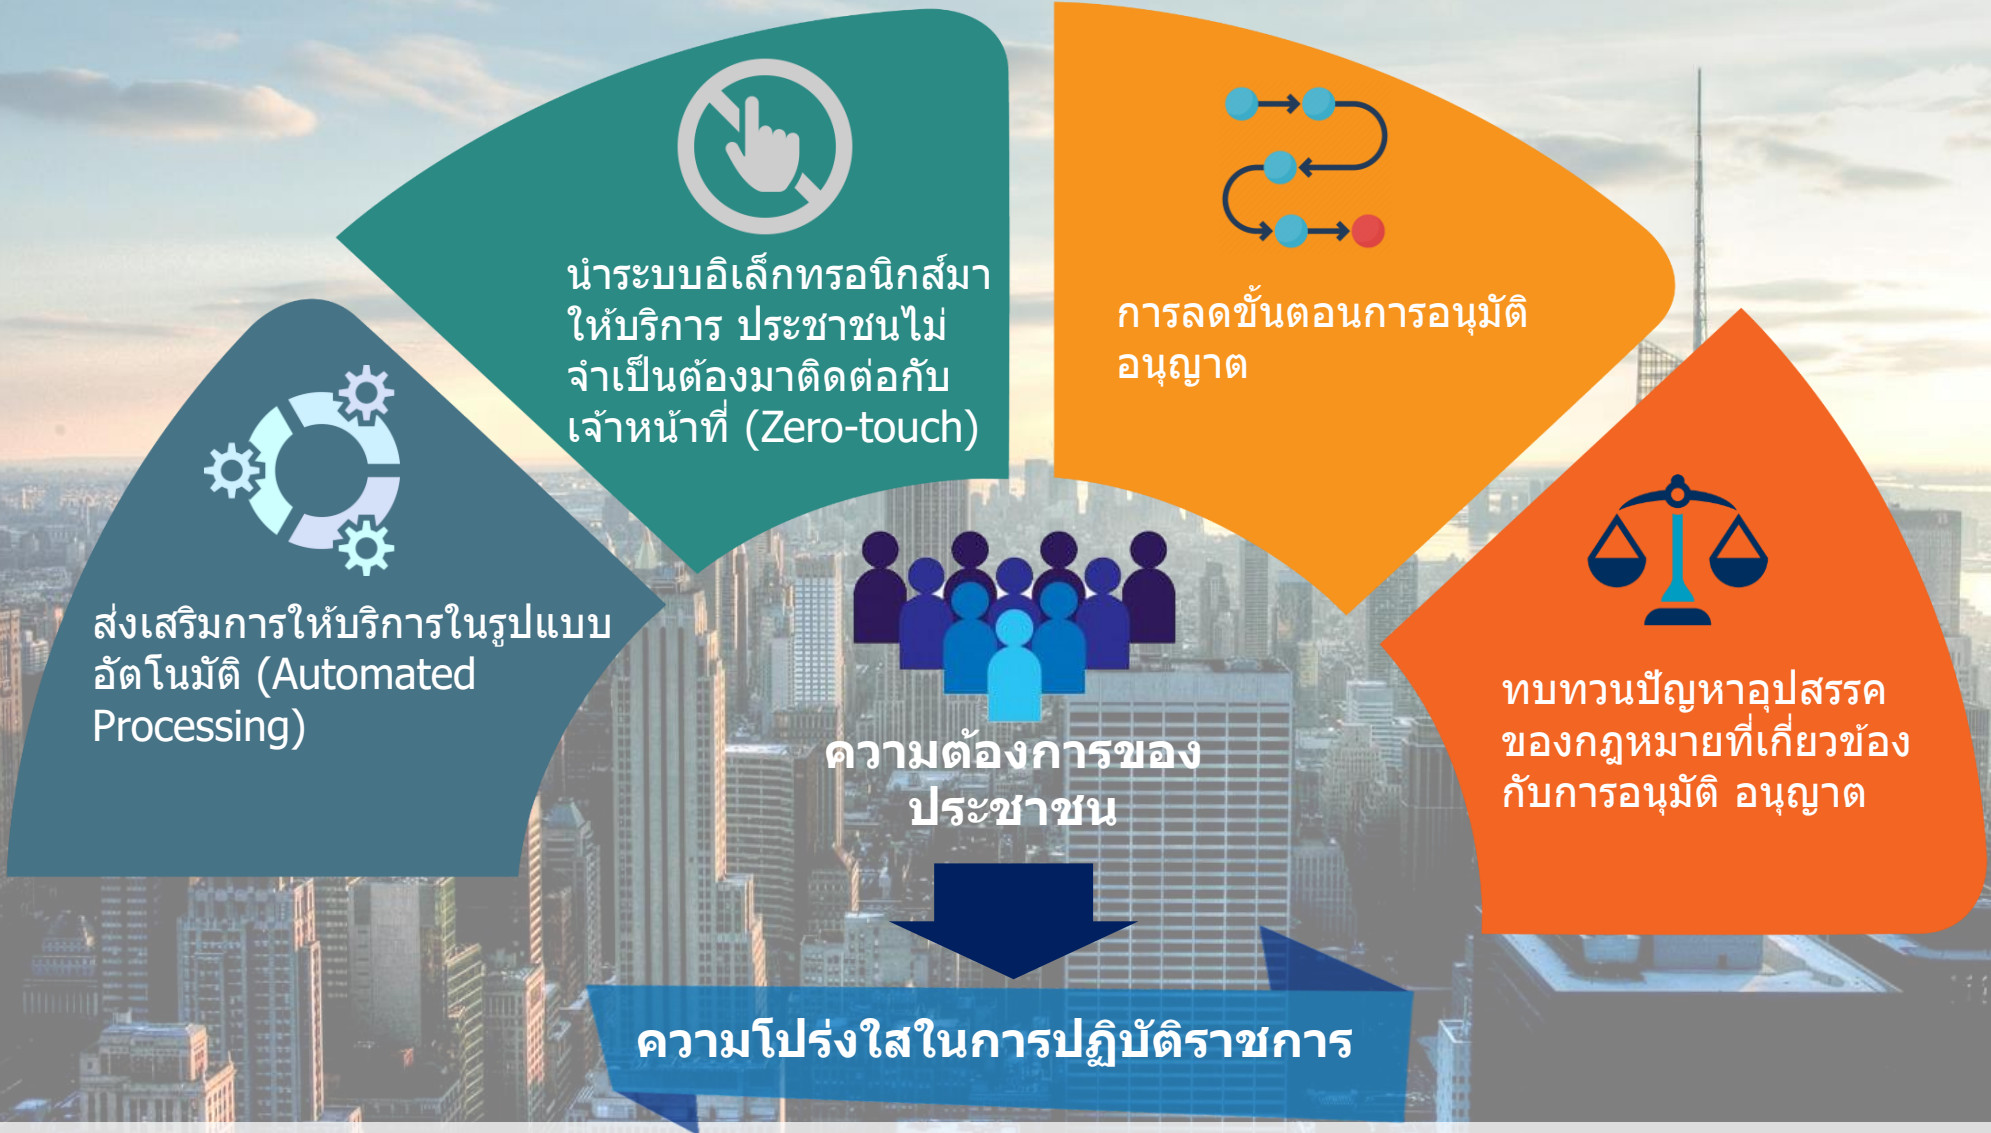 นำระบบอิเล็กทรอนิกส์มา
ให้บริการ ประชาชนไม่
จำเป็นต้องมาติดต่อกับ
เจ้าหน้าที่ (Zero-touch)
การลดขั้นตอนการอนุมัติ
อนุญาต
ส่งเสริมการให้บริการในรูปแบบ
อัตโนมัติ (Automated
Processing)
ทบทวนปัญหาอุปสรรค
ของกฎหมายที่เกี่ยวข้อง
กับการอนุมัติ อนุญาต
ความต้องการของ
ประชาชน
ความโปร่งใสในการปฏิบัติราชการ